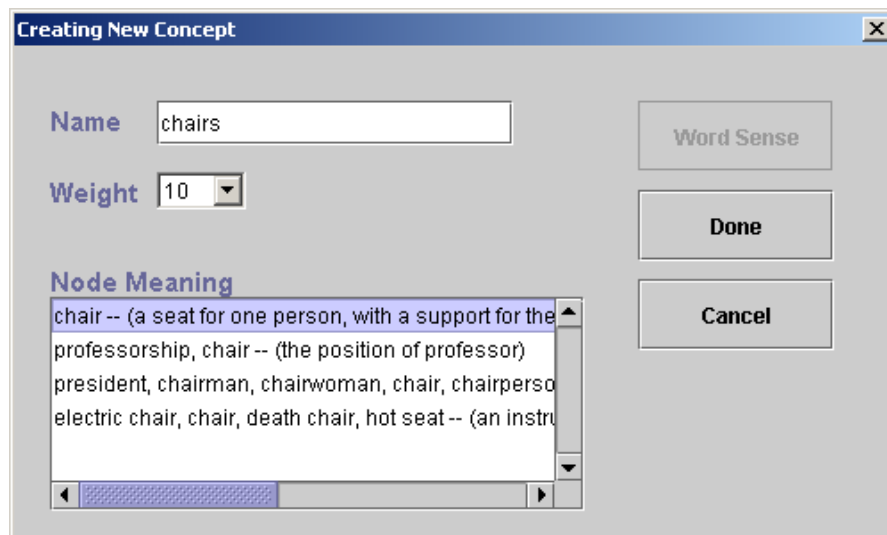 Creating New Concept
Name chairs
Word Sense
Weight 10
Done
Node Meaning
Cancel
chair -- (a seat for one person, with a support for the
professorship, chair -- (the position of professor)
president, chairman, chairwoman, chair, chairperso
electric chair, chair, death chair, hot seat -- (an instru